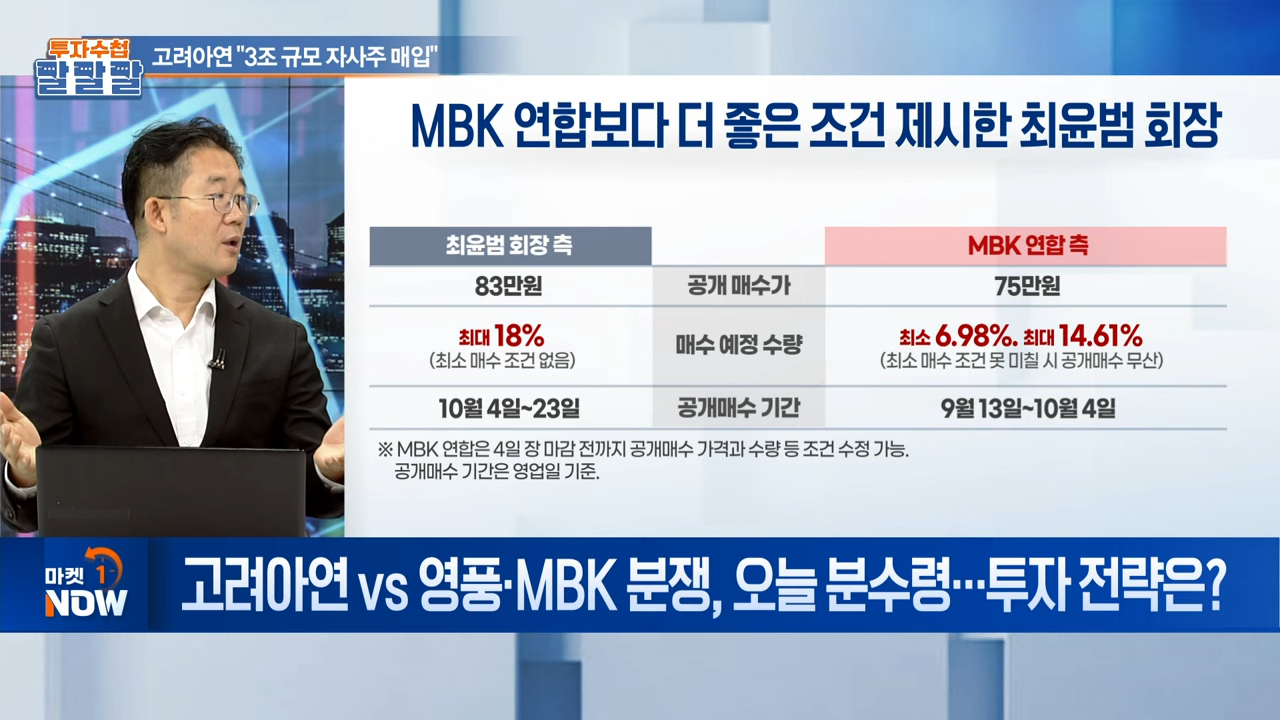 투자수첩
팔팔팔
고려아연 "3조 규모 자사주 매입"
MBK 연합보다 더 좋은 조건 제시한 최윤범 회장
최윤범 회장 측
MBK 연합 측
83만원
공개 매수가
75만원
최대 18%
(최소 매수 조건 없음)
매수 예정 수량
최소 6.98%. 최대 14.61%
(최소 매수 조건 못 미칠 시 공개매수 무산)
10월 4일~23일
공개매수 기간
9월 13일~10월 4일
※ MBK 연합은 4일 장 마감 전까지 공개매수 가격과 수량 등 조건 수정 가능.
공개매수 기간은 영업일 기준.
마켓 1
NOW
고려아연 vs 영풍·MBK 분쟁, 오늘 분수령…투자 전략은?